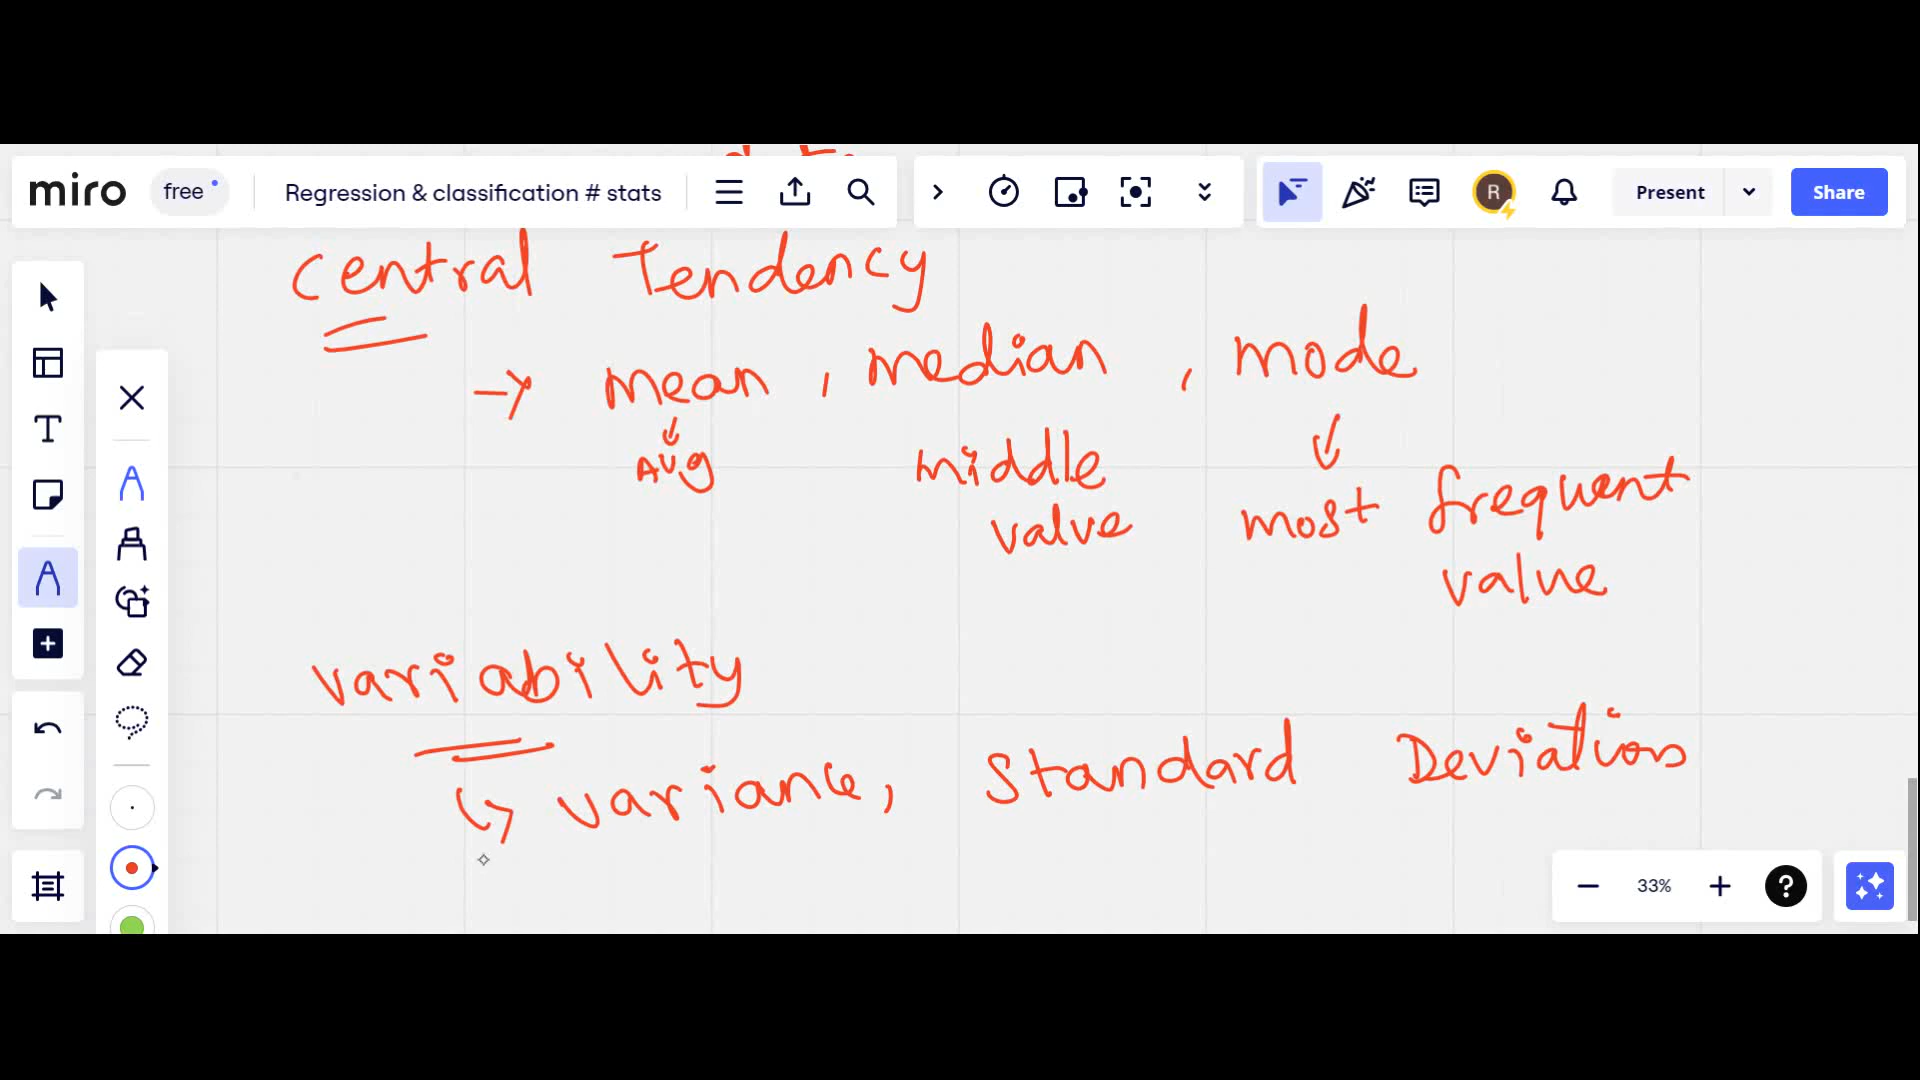 miro free Regression & classification # stats Present Share
R
Central Tendency
→ mean , median , mode
Avg middle value most frequent value
variability
↳ variance, Standard Deviations
33%